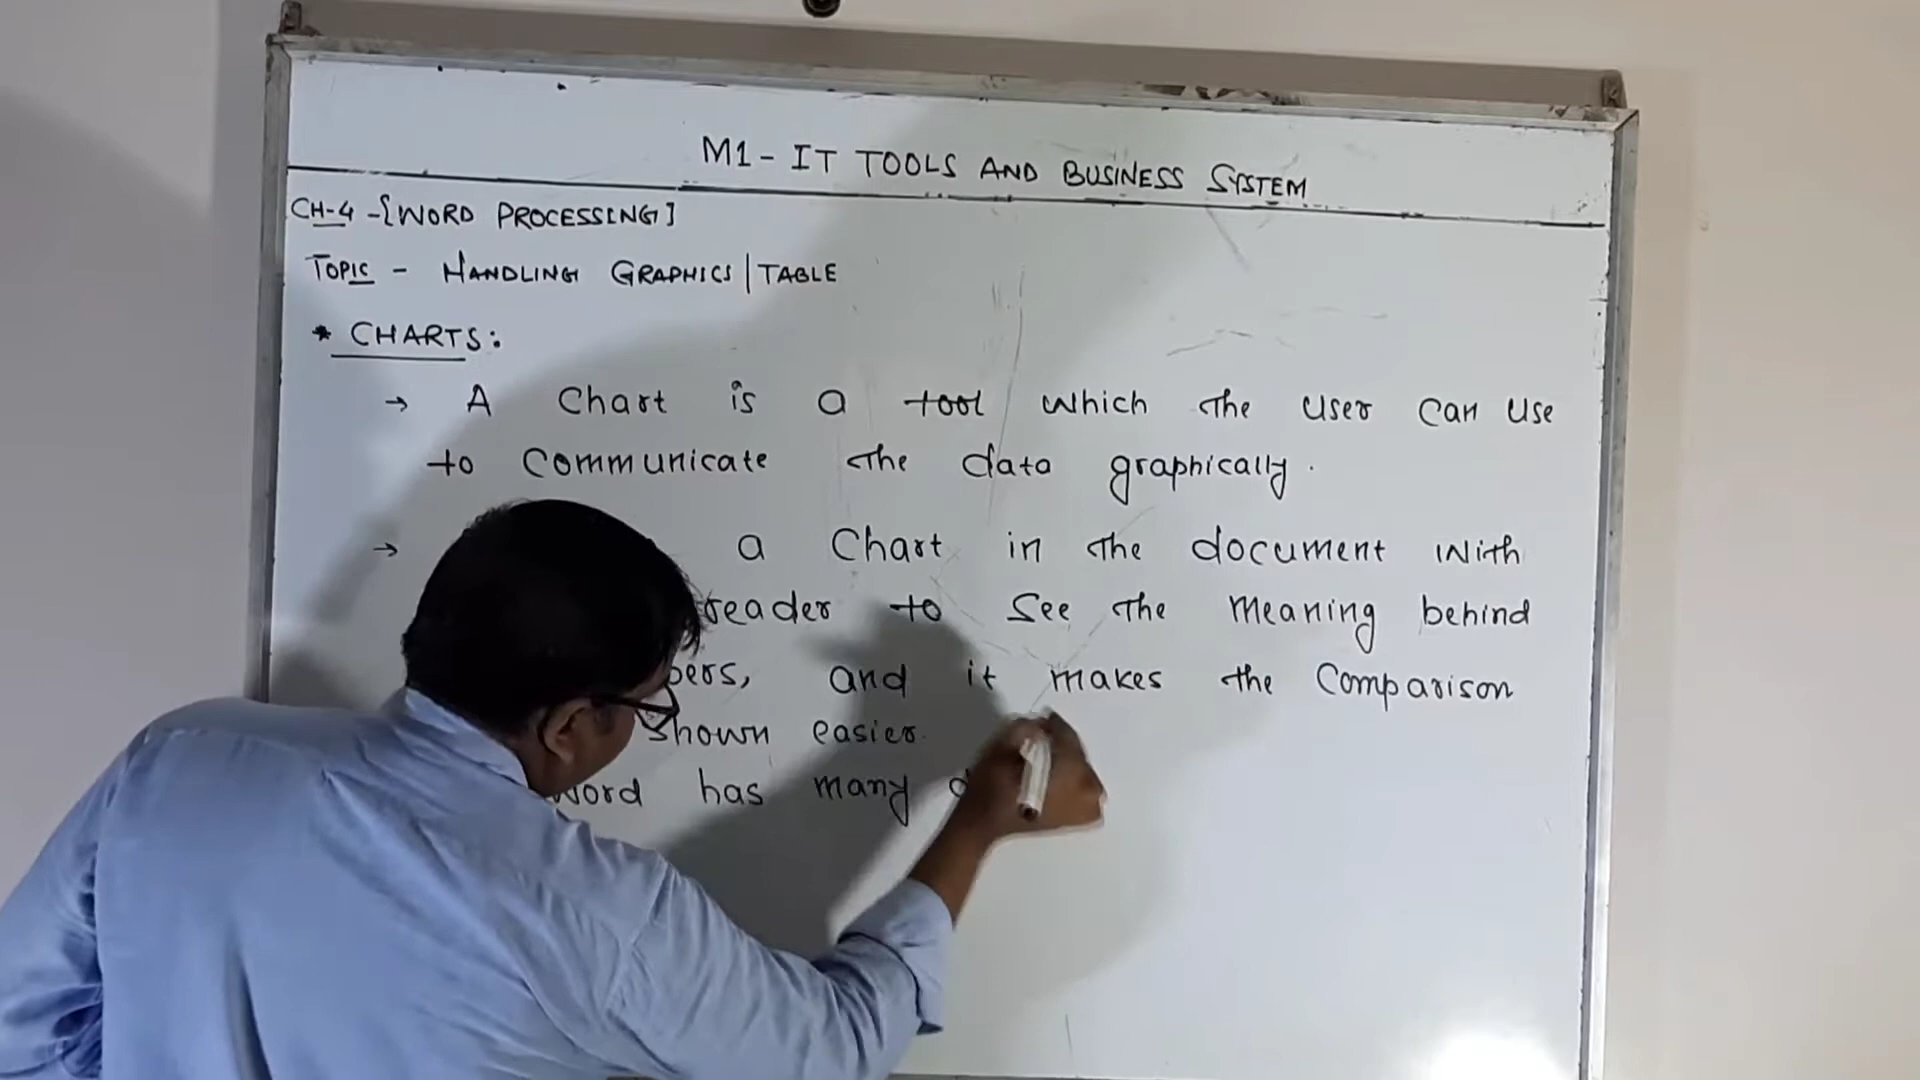 M1 - IT TOOLS AND BUSINESS SYSTEM
CH-4 - [WORD PROCESSING]
TOPIC - HANDLING GRAPHICS | TABLE
* CHARTS:
→ A Chart is a tool which the user can use
to communicate the data graphically.
→ a Chart in the document with
reader to see the meaning behind
and it makes the comparison
shown easier.
word has many